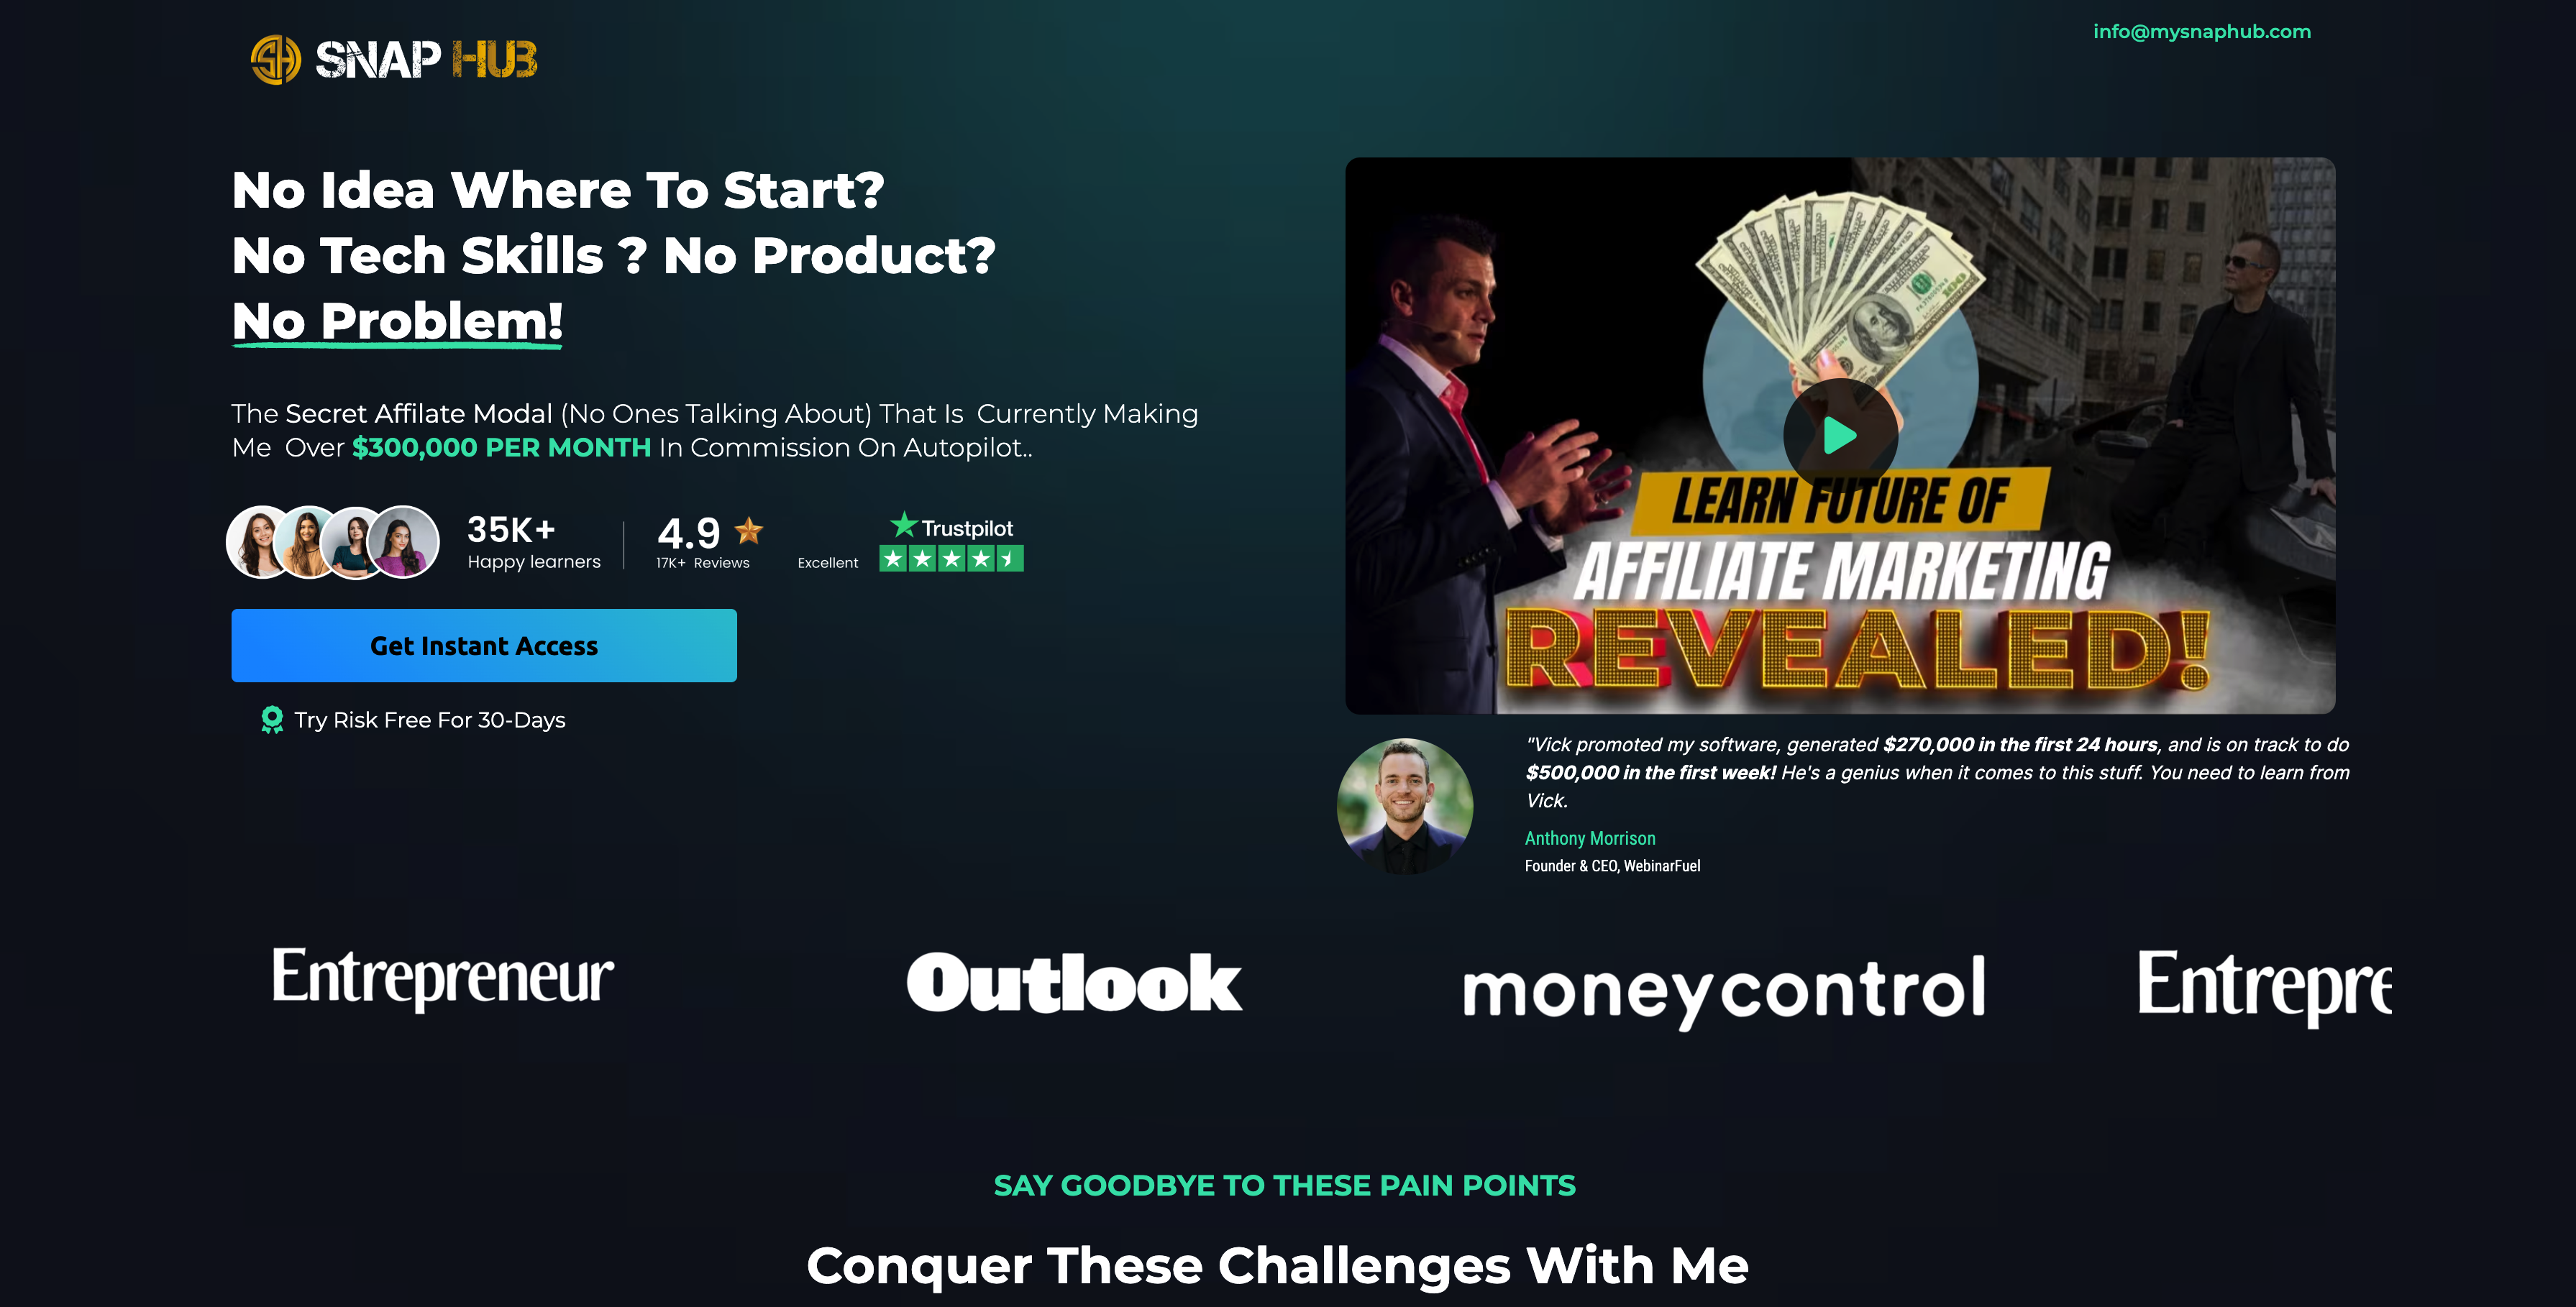 SNAP HUB
info@mysnaphub.com
No Idea Where To Start?
No Tech Skills ? No Product?
No Problem!
The Secret Affilate Modal (No Ones Talking About) That Is Currently Making
Me Over $300,000 PER MONTH In Commission On Autopilot..
35K+
Happy learners
4.9
17K+ Reviews
Excellent
Trustpilot
Get Instant Access
Try Risk Free For 30-Days
LEARN FUTURE OF
AFFILIATE MARKETING
REVEALED!
"Vick promoted my software, generated $270,000 in the first 24 hours, and is on track to do
$500,000 in the first week! He's a genius when it comes to this stuff. You need to learn from
Vick.
Anthony Morrison
Founder & CEO, WebinarFuel
Entrepreneur
Outlook
moneycontrol
Entrepre
SAY GOODBYE TO THESE PAIN POINTS
Conquer These Challenges With Me